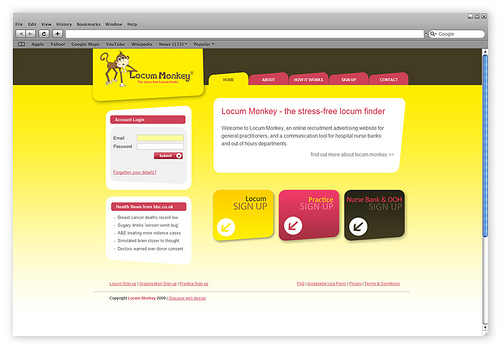 File Edit View History Bookmarks Window Help
Google
Apple Yahoo! Google Maps YouTube Wikipedia News (115) Popular
Locum Monkey
The stress-free Locum finder
HOME ABOUT HOW IT WORKS SIGN UP CONTACT
Account Login
Email
Password
Submit
Forgotten your details?
Locum Monkey - the stress-free locum finder
Welcome to Locum Monkey, an online recruitment advertising website for
general practitioners, and a communication tool for hospital nurse banks
and out of hours departments.
find out more about locum-monkey >>
Health News from bbc.co.uk
Breast cancer deaths record low
Sugary drinks 'worsen vomit bug'
A&E treating more violence cases
Simulated brain closer to thought
Doctors warned over donor consent
Locum
SIGN UP
Practice
SIGN UP
Nurse Bank & OOH
SIGN UP
Locum Sign up | Organisation Sign up | Practice Sign up
FAQ | Acceptable Use Policy | Privacy | Terms & Conditions
Copyright Locum Monkey 2009 | Glasgow web design